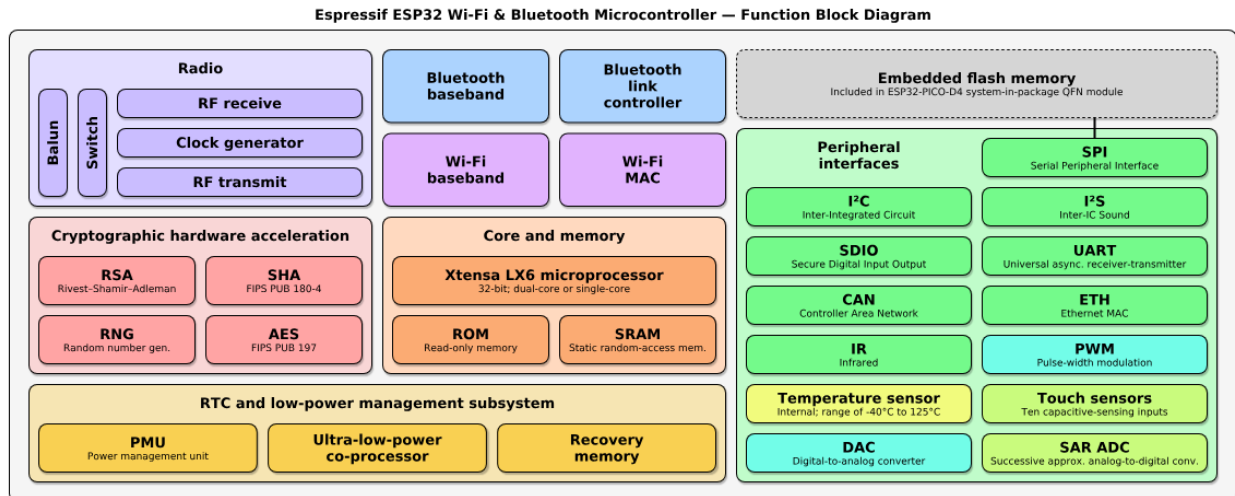 Espressif ESP32 Wi-Fi & Bluetooth Microcontroller — Function Block Diagram
Radio
Balun
Switch
RF receive
Clock generator
RF transmit
Bluetooth
baseband
Bluetooth
link
controller
Wi-Fi
baseband
Wi-Fi
MAC
Embedded flash memory
Included in ESP32-PICO-D4 system-in-package QFN module
Peripheral
interfaces
SPI
Serial Peripheral Interface
I²C
Inter-Integrated Circuit
I²S
Inter-IC Sound
SDIO
Secure Digital Input Output
UART
Universal async. receiver-transmitter
CAN
Controller Area Network
ETH
Ethernet MAC
IR
Infrared
PWM
Pulse-width modulation
Temperature sensor
Internal; range of -40°C to 125°C
Touch sensors
Ten capacitive-sensing inputs
DAC
Digital-to-analog converter
SAR ADC
Successive approx. analog-to-digital conv.
Cryptographic hardware acceleration
RSA
Rivest–Shamir–Adleman
SHA
FIPS PUB 180-4
RNG
Random number gen.
AES
FIPS PUB 197
Core and memory
Xtensa LX6 microprocessor
32-bit; dual-core or single-core
ROM
Read-only memory
SRAM
Static random-access mem.
RTC and low-power management subsystem
PMU
Power management unit
Ultra-low-power
co-processor
Recovery
memory